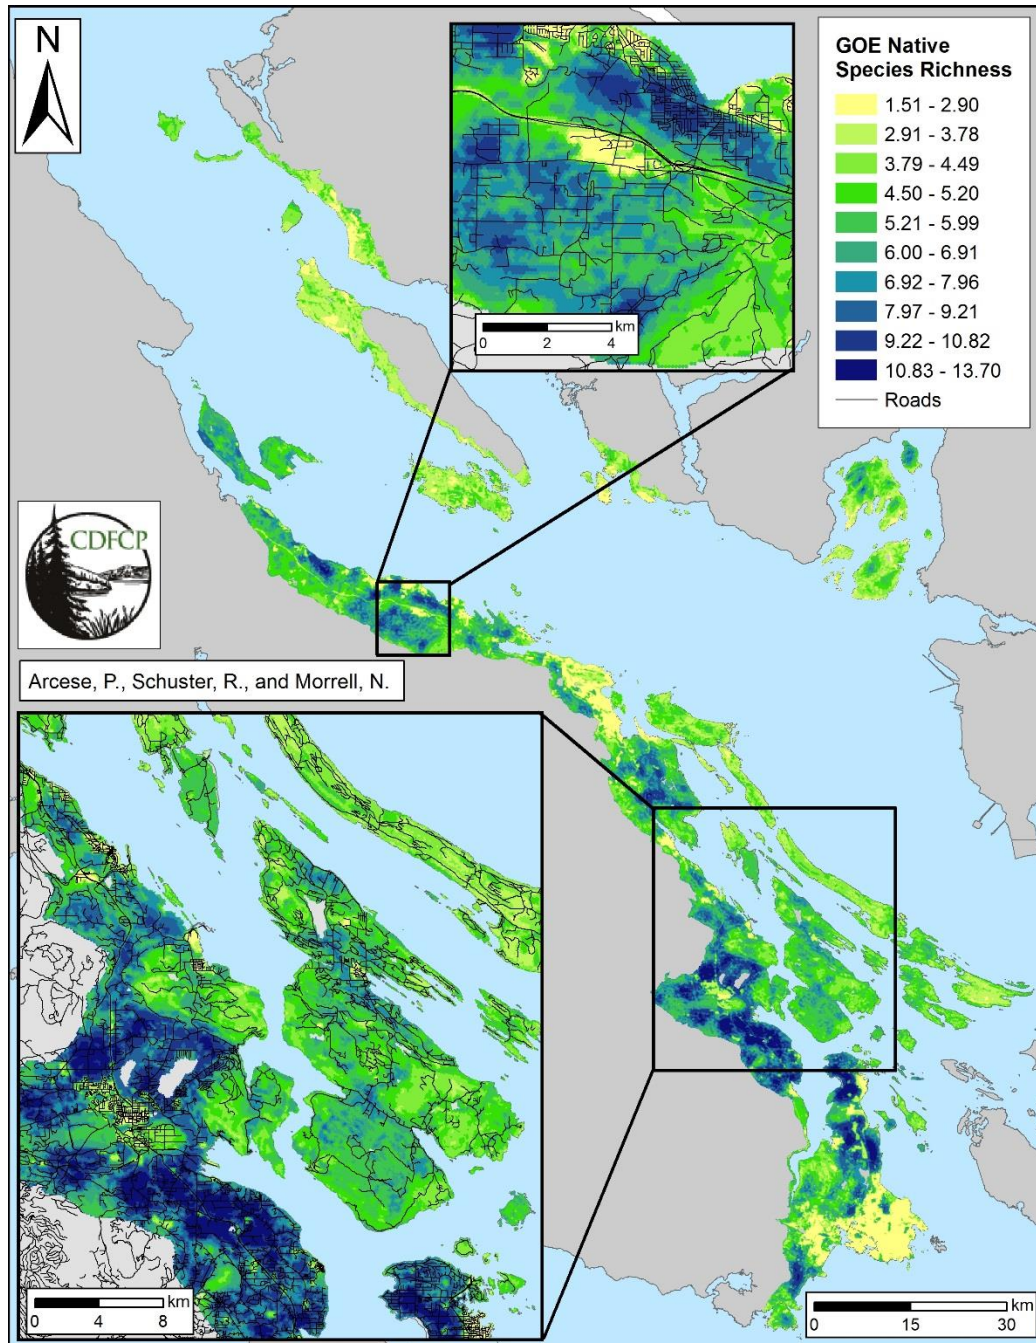 N
GOE Native
Species Richness
1.51 - 2.90
2.91 - 3.78
3.79 - 4.49
4.50 - 5.20
5.21 - 5.99
6.00 - 6.91
6.92 - 7.96
7.97 - 9.21
9.22 - 10.82
10.83 - 13.70
Roads
km
0 2 4
CDFCP
Arcese, P., Schuster, R., and Morrell, N.
km
0 4 8
km
0 15 30